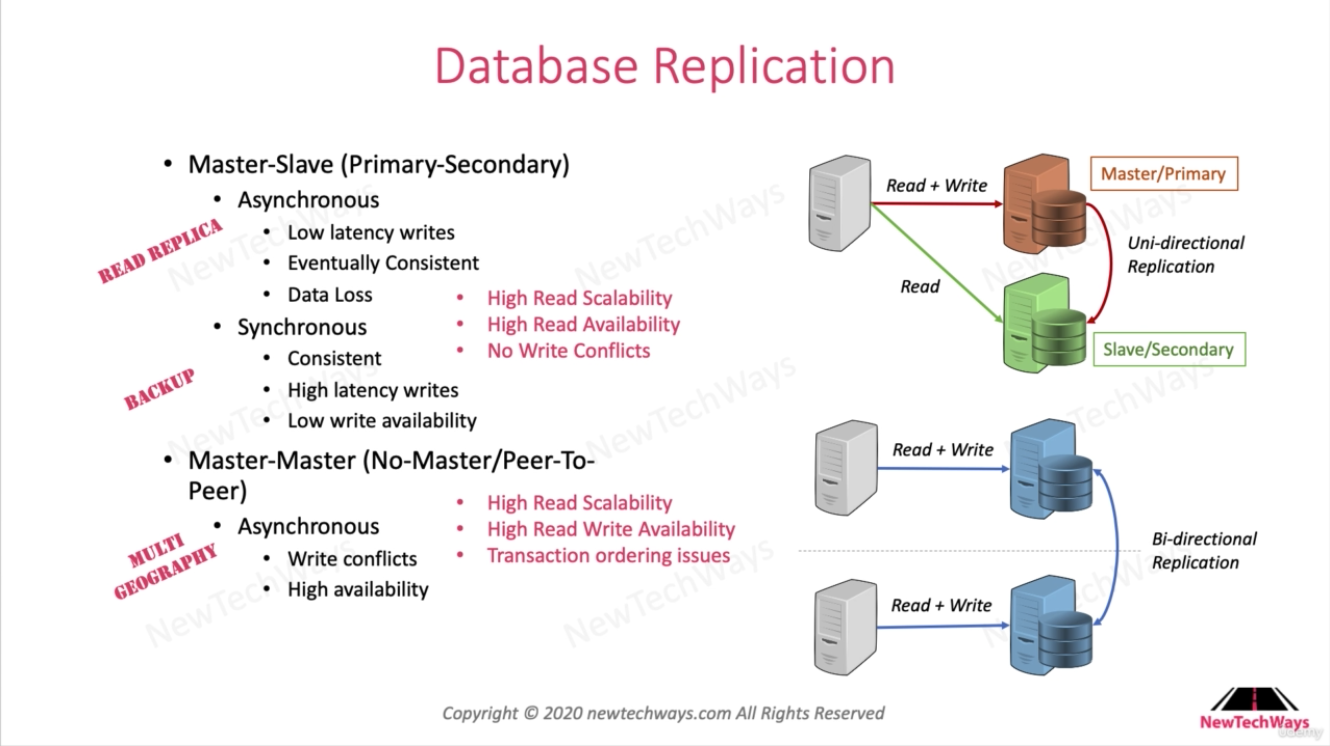 Database Replication
• Master-Slave (Primary-Secondary)
• Asynchronous
• Low latency writes
• Eventually Consistent
• Data Loss
READ REPLICA
• Synchronous
• Consistent
• High latency writes
• Low write availability
BACKUP
• High Read Scalability
• High Read Availability
• No Write Conflicts
• Master-Master (No-Master/Peer-To-
Peer)
• Asynchronous
• Write conflicts
• High availability
MULTI
GEOGRAPHY
• High Read Scalability
• High Read Write Availability
• Transaction ordering issues
Read + Write
Master/Primary
Uni-directional
Replication
Read
Slave/Secondary
Read + Write
Bi-directional
Replication
Read + Write
NewTechWays
NewTechWays
NewTechWays
NewTechWays
NewTechWays
NewTechWays
NewTechWays
NewTechWays
NewTechWays
Copyright © 2020 newtechways.com All Rights Reserved
NewTechWays
udemy